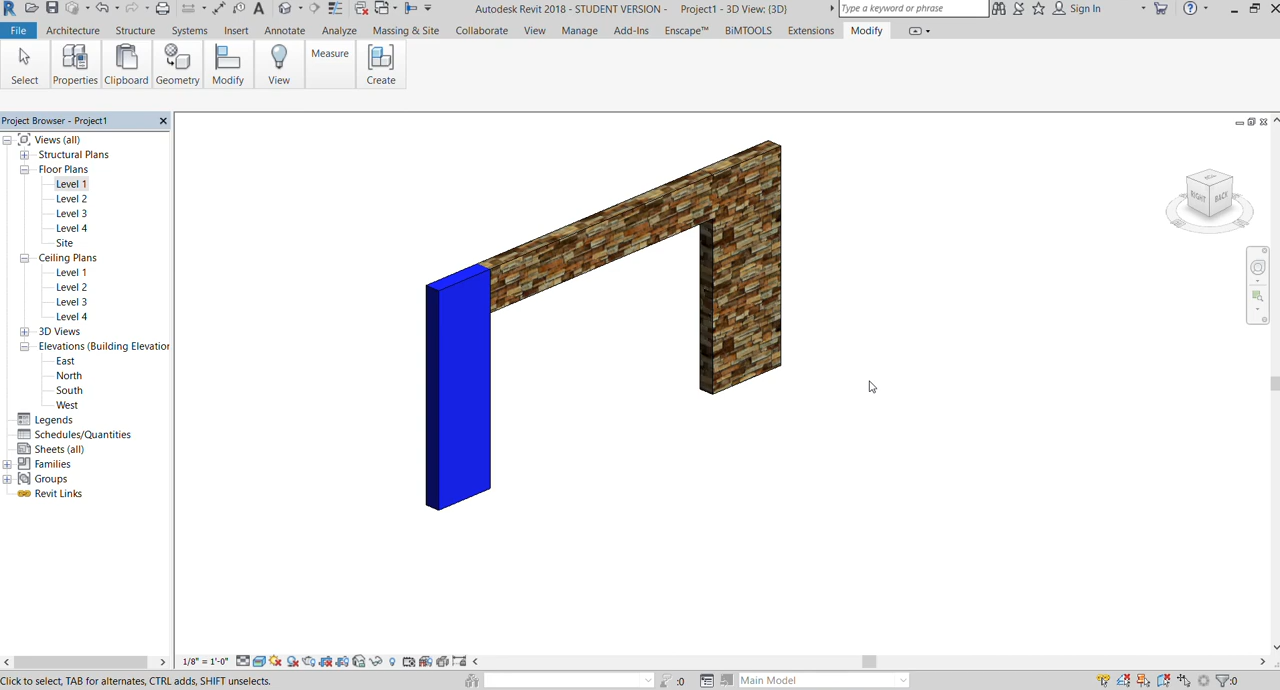 Autodesk Revit 2018 - STUDENT VERSION - Project1 - 3D View: {3D}
Type a keyword or phrase
Sign In
File Architecture Structure Systems Insert Annotate Analyze Massing & Site Collaborate View Manage Add-Ins Enscape™ BiMTOOLS Extensions Modify
Measure
Select Properties Clipboard Geometry Modify View Create
Project Browser - Project1
Views (all)
Structural Plans
Floor Plans
Level 1
Level 2
Level 3
Level 4
Site
Ceiling Plans
Level 1
Level 2
Level 3
Level 4
3D Views
Elevations (Building Elevation
East
North
South
West
Legends
Schedules/Quantities
Sheets (all)
Families
Groups
Revit Links
RIGHT BACK
1/8" = 1'-0"
Click to select, TAB for alternates, CTRL adds, SHIFT unselects.
:0
Main Model
:0